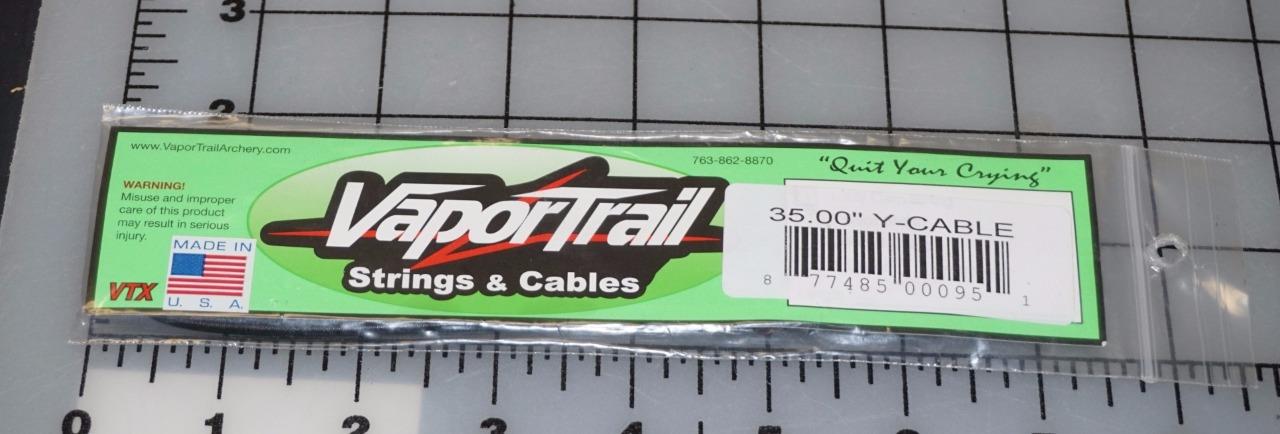 3
2
www.VaporTrailArchery.com
763-862-8870
"Quit Your Crying"
WARNING!
Misuse and improper
care of this product
may result in serious
injury.
MADE IN
U. S. A.
VTX
VaporTrail
Strings & Cables
35.00" Y-CABLE
8 77485 00095 1
0 1 2 3 4 5